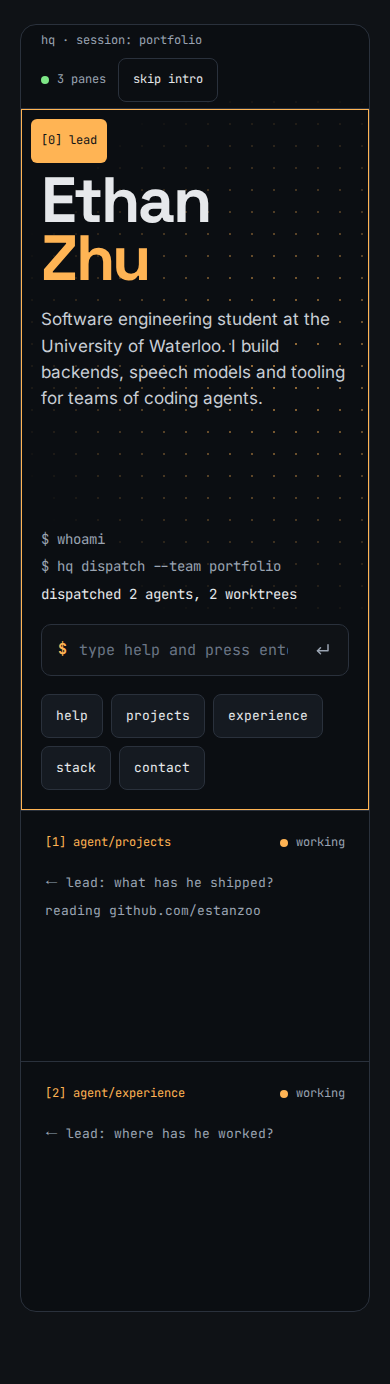 hq · session: portfolio
3 panes
skip intro
[0] lead
Ethan
Zhu
Software engineering student at the
University of Waterloo. I build
backends, speech models and tooling
for teams of coding agents.
$ whoami
$ hq dispatch --team portfolio
dispatched 2 agents, 2 worktrees
$ type help and press ent
help
projects
experience
stack
contact
[1] agent/projects
working
← lead: what has he shipped?
reading github.com/estanzoo
[2] agent/experience
working
← lead: where has he worked?